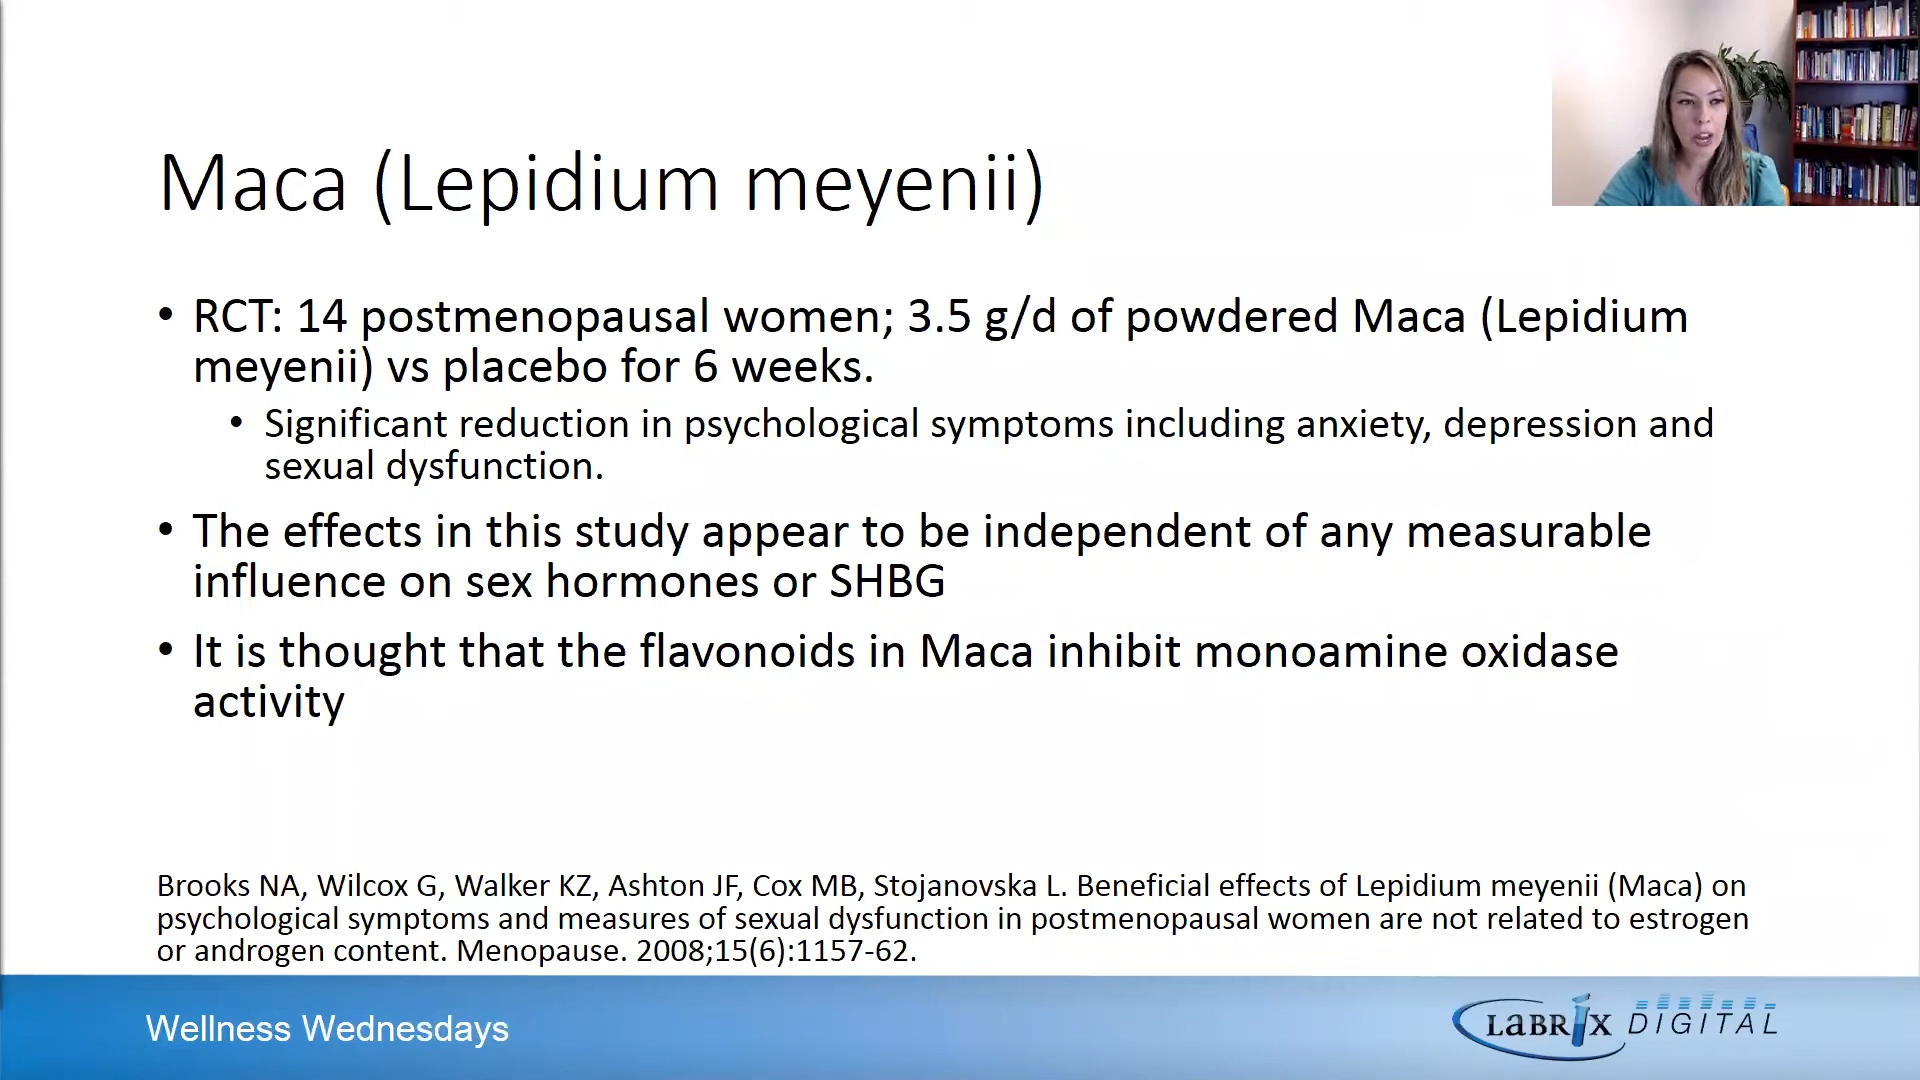 Maca (Lepidium meyenii)
• RCT: 14 postmenopausal women; 3.5 g/d of powdered Maca (Lepidium
meyenii) vs placebo for 6 weeks.
• Significant reduction in psychological symptoms including anxiety, depression and
sexual dysfunction.
• The effects in this study appear to be independent of any measurable
influence on sex hormones or SHBG
• It is thought that the flavonoids in Maca inhibit monoamine oxidase
activity
Brooks NA, Wilcox G, Walker KZ, Ashton JF, Cox MB, Stojanovska L. Beneficial effects of Lepidium meyenii (Maca) on
psychological symptoms and measures of sexual dysfunction in postmenopausal women are not related to estrogen
or androgen content. Menopause. 2008;15(6):1157-62.
Wellness Wednesdays
LABRIX DIGITAL